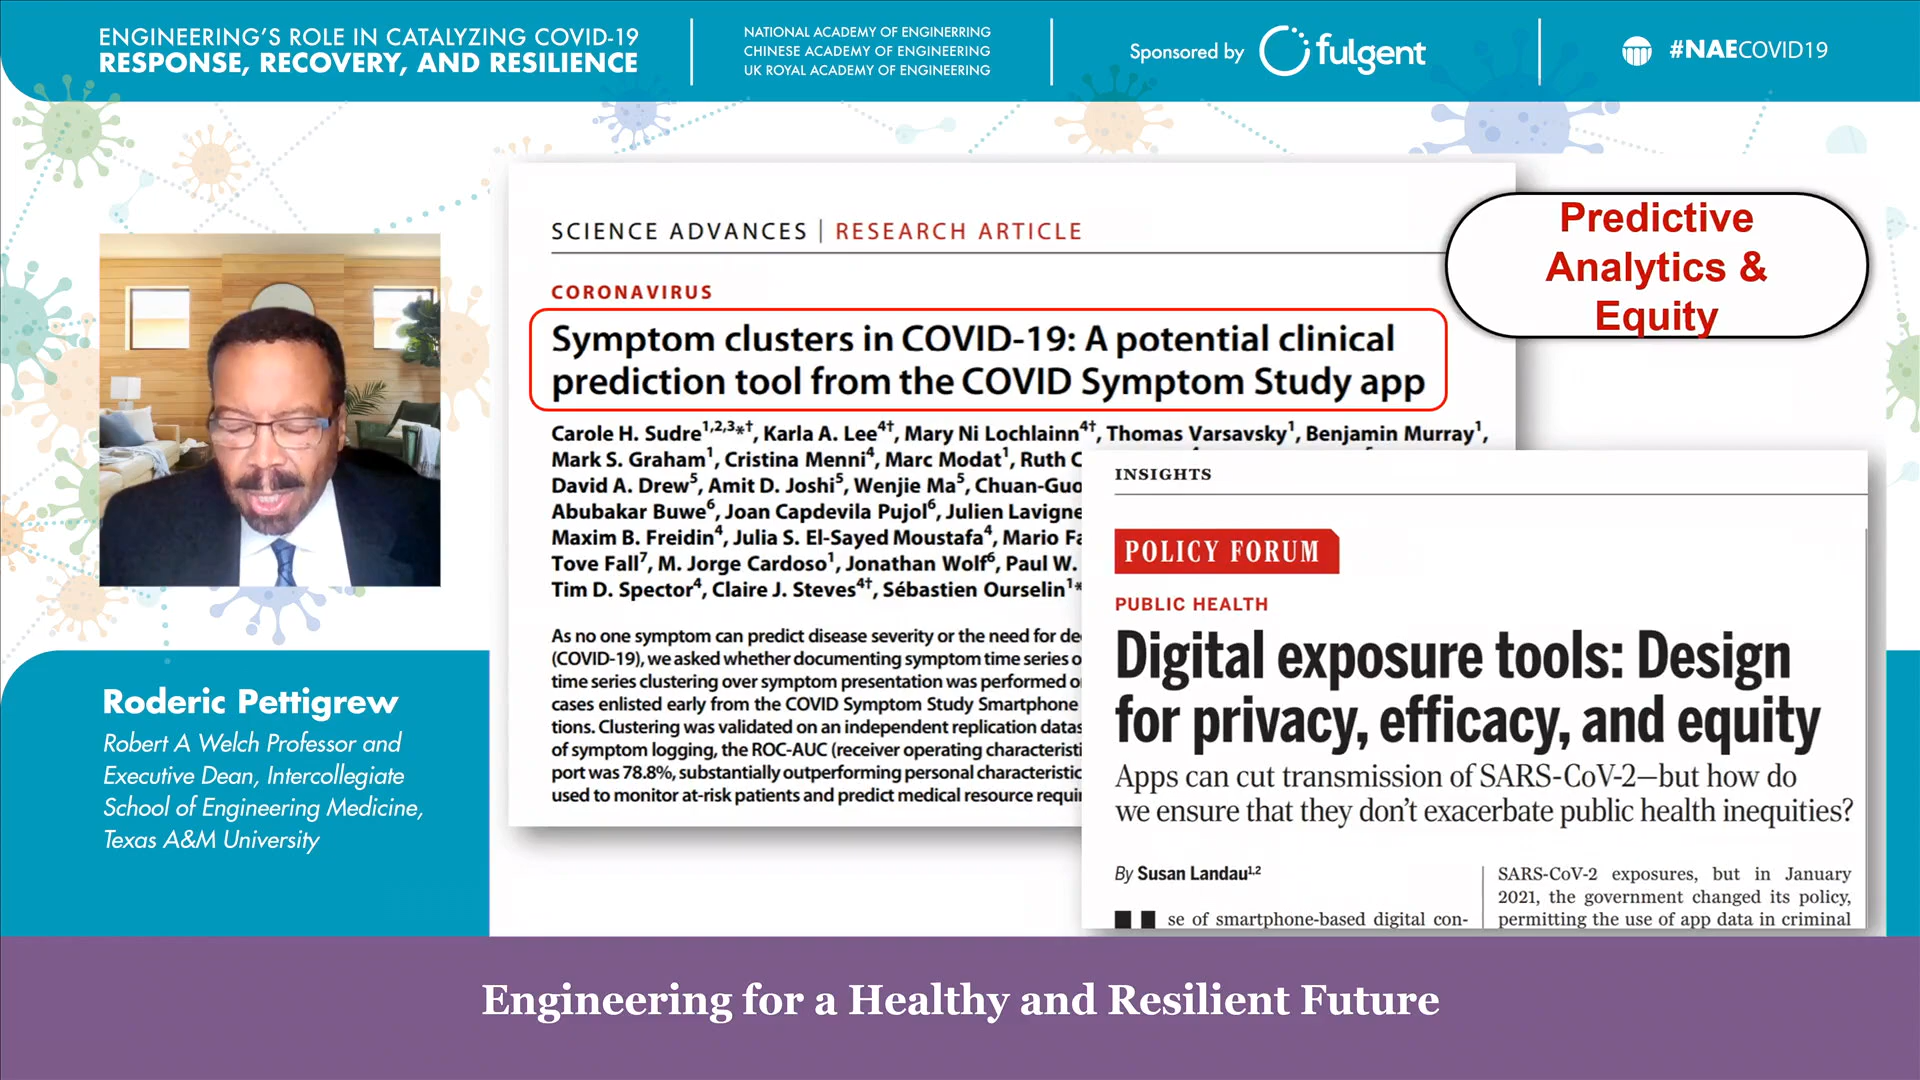 ENGINEERING'S ROLE IN CATALYZING COVID-19
RESPONSE, RECOVERY, AND RESILIENCE
NATIONAL ACADEMY OF ENGINERRING
CHINESE ACADEMY OF ENGINEERING
UK ROYAL ACADEMY OF ENGINEERING
Sponsored by fulgent
#NAECOVID19
SCIENCE ADVANCES | RESEARCH ARTICLE
CORONAVIRUS
Symptom clusters in COVID-19: A potential clinical
prediction tool from the COVID Symptom Study app
Carole H. Sudre1,2,3*†, Karla A. Lee4†, Mary Ni Lochlainn4†, Thomas Varsavsky1, Benjamin Murray1,
Mark S. Graham1, Cristina Menni4, Marc Modat1, Ruth C
David A. Drew5, Amit D. Joshi5, Wenjie Ma5, Chuan-Guo
Abubakar Buwe6, Joan Capdevila Pujol6, Julien Lavigne
Maxim B. Freidin4, Julia S. El-Sayed Moustafa4, Mario Fa
Tove Fall7, M. Jorge Cardoso1, Jonathan Wolf6, Paul W.
Tim D. Spector4, Claire J. Steves4†, Sébastien Ourselin1*
As no one symptom can predict disease severity or the need for de
(COVID-19), we asked whether documenting symptom time series o
time series clustering over symptom presentation was performed o
cases enlisted early from the COVID Symptom Study Smartphone
tions. Clustering was validated on an independent replication datas
of symptom logging, the ROC-AUC (receiver operating characteristi
port was 78.8%, substantially outperforming personal characteristic
used to monitor at-risk patients and predict medical resource requir
Predictive
Analytics &
Equity
INSIGHTS
POLICY FORUM
PUBLIC HEALTH
Digital exposure tools: Design
for privacy, efficacy, and equity
Apps can cut transmission of SARS-CoV-2—but how do
we ensure that they don't exacerbate public health inequities?
By Susan Landau1,2
se of smartphone-based digital con-
SARS-CoV-2 exposures, but in January
2021, the government changed its policy,
permitting the use of app data in criminal
Roderic Pettigrew
Robert A Welch Professor and
Executive Dean, Intercollegiate
School of Engineering Medicine,
Texas A&M University
Engineering for a Healthy and Resilient Future